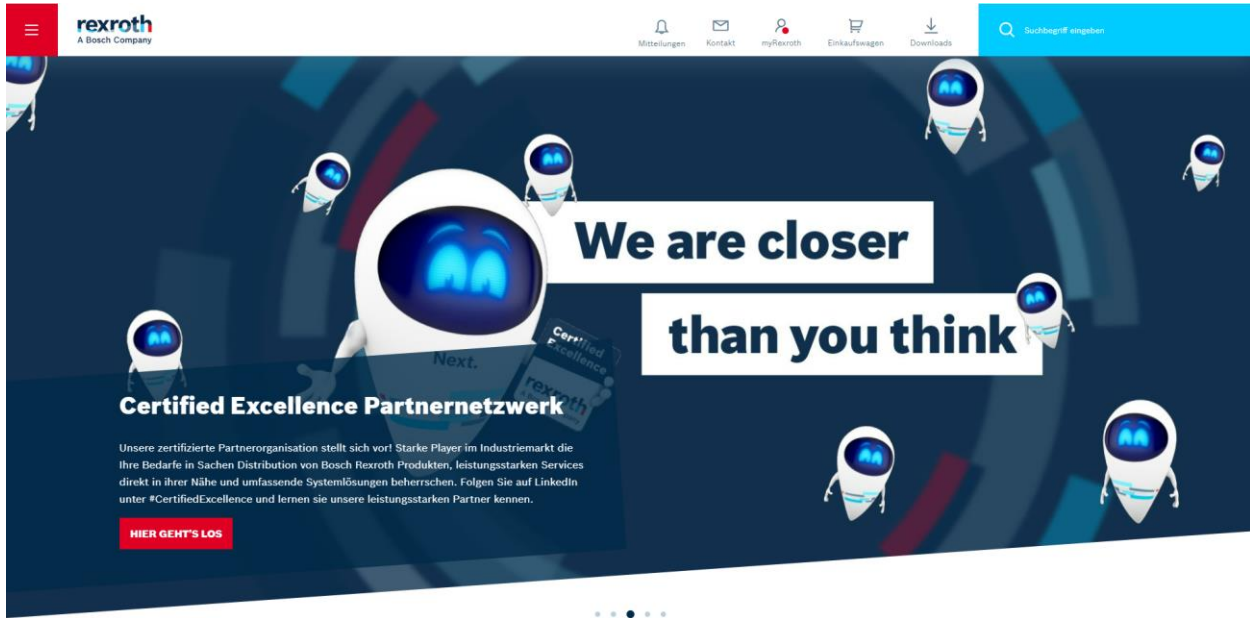 rexroth
A Bosch Company
Mitteilungen
Kontakt
myRexroth
Einkaufswagen
Downloads
Suchbegriff eingeben
We are closer
than you think
Certified
Excellence
Next.
rexroth
Certified Excellence Partnernetzwerk
Unsere zertifizierte Partnerorganisation stellt sich vor! Starke Player im Industriemarkt die
Ihre Bedarfe in Sachen Distribution von Bosch Rexroth Produkten, leistungsstarken Services
direkt in ihrer Nähe und umfassende Systemlösungen beherrschen. Folgen Sie auf LinkedIn
unter #CertifiedExcellence und lernen sie unsere leistungsstarken Partner kennen.
HIER GEHT'S LOS